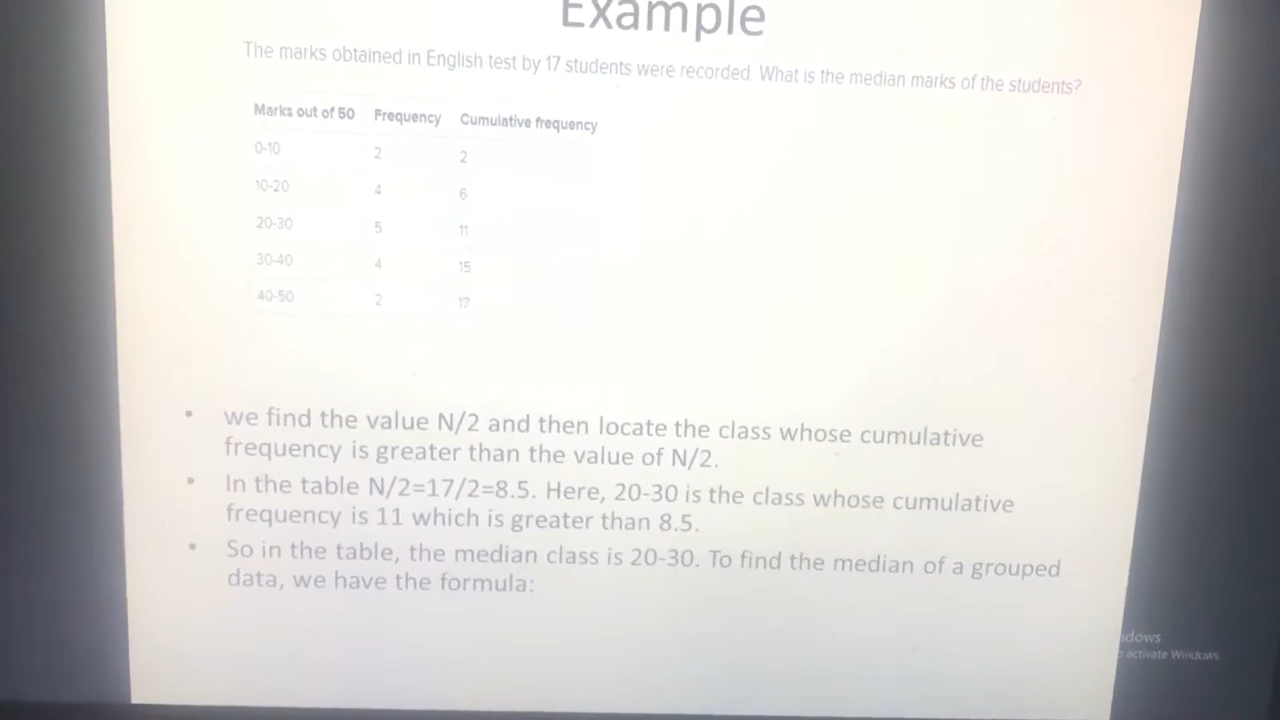 Example
The marks obtained in English test by 17 students were recorded. What is the median marks of the students?
Marks out of 50 Frequency Cumulative frequency
0-10 2 2
10-20 4 6
20-30 5 11
30-40 4 15
40-50 2 17
• we find the value N/2 and then locate the class whose cumulative
frequency is greater than the value of N/2.
• In the table N/2=17/2=8.5. Here, 20-30 is the class whose cumulative
frequency is 11 which is greater than 8.5.
• So in the table, the median class is 20-30. To find the median of a grouped
data, we have the formula:
activate Windows.